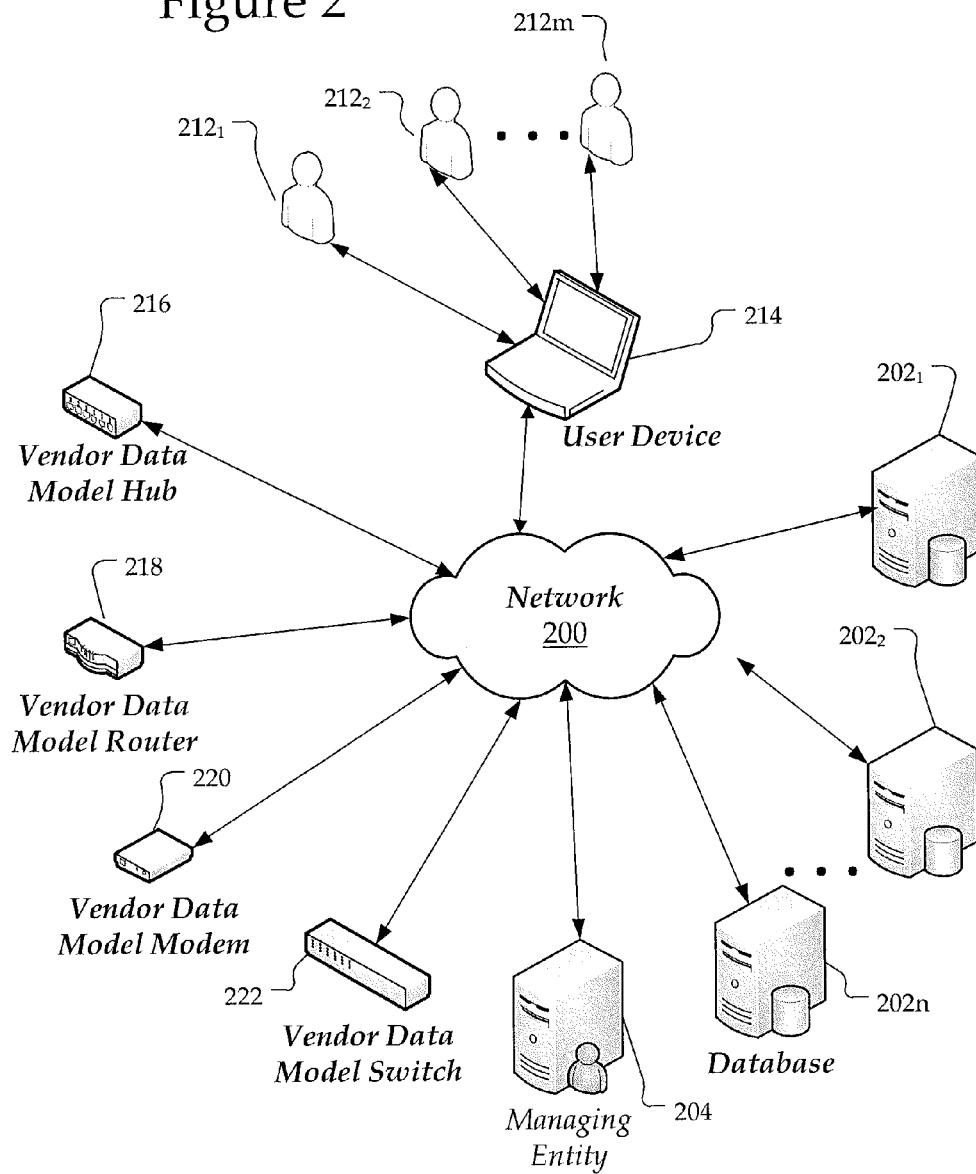 Figure 2
212m
212₂
212₁
216
214
202₁
User Device
Vendor Data
Model Hub
218
Network
200
202₂
Vendor Data
Model Router
220
Vendor Data
Model Modem
222
202n
Vendor Data
Model Switch
Database
204
Managing
Entity